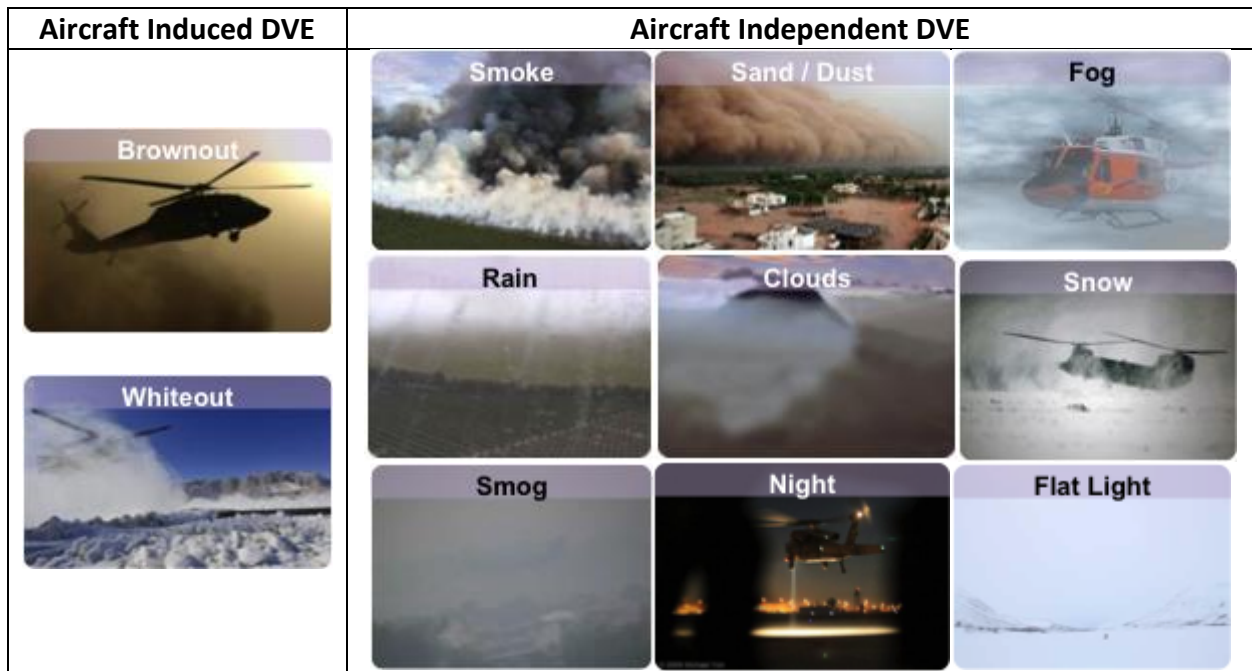 Aircraft Induced DVE
Aircraft Independent DVE
Brownout
Whiteout
Smoke
Sand / Dust
Fog
Rain
Clouds
Snow
Smog
Night
Flat Light